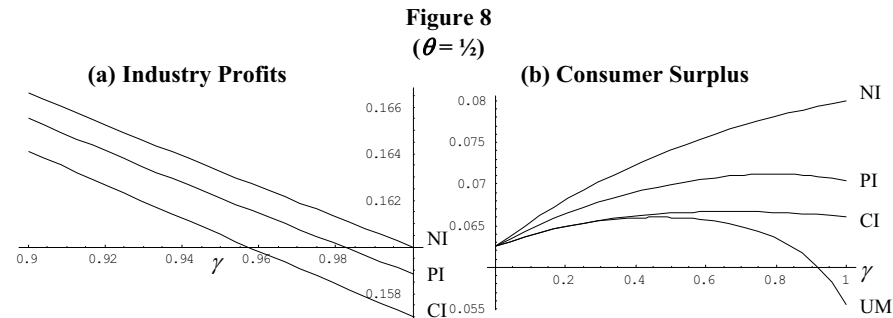 Figure 8
(θ = ½)
(a) Industry Profits
0.166
0.164
0.162
0.158
0.9
0.92
0.94
0.96
0.98
γ
NI
PI
CI
(b) Consumer Surplus
0.08
0.075
0.07
0.065
0.055
0.2
0.4
0.6
0.8
1
γ
NI
PI
CI
UM